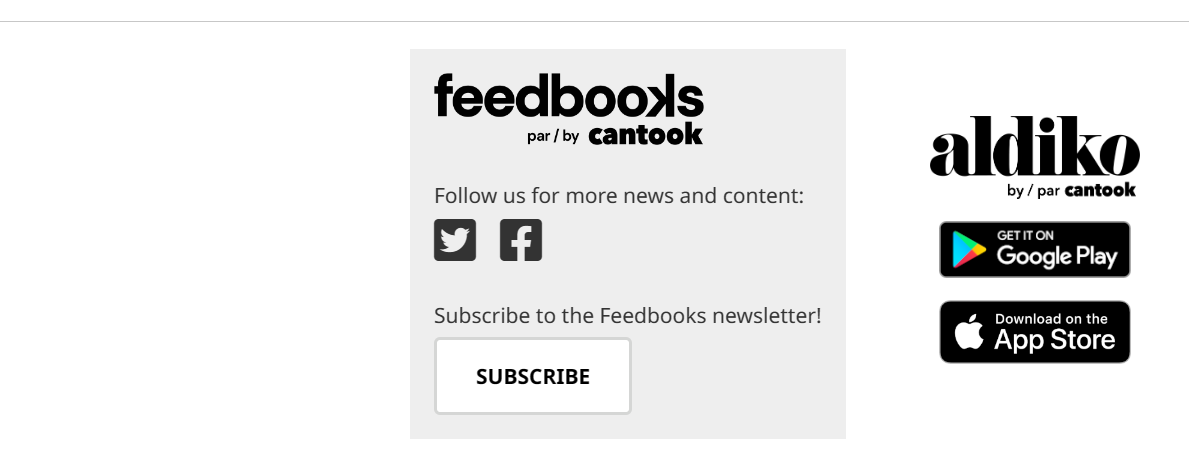 feedbooks
par / by cantook
Follow us for more news and content:
Subscribe to the Feedbooks newsletter!
SUBSCRIBE
aldiko
by / par cantook
GET IT ON
Google Play
Download on the
App Store